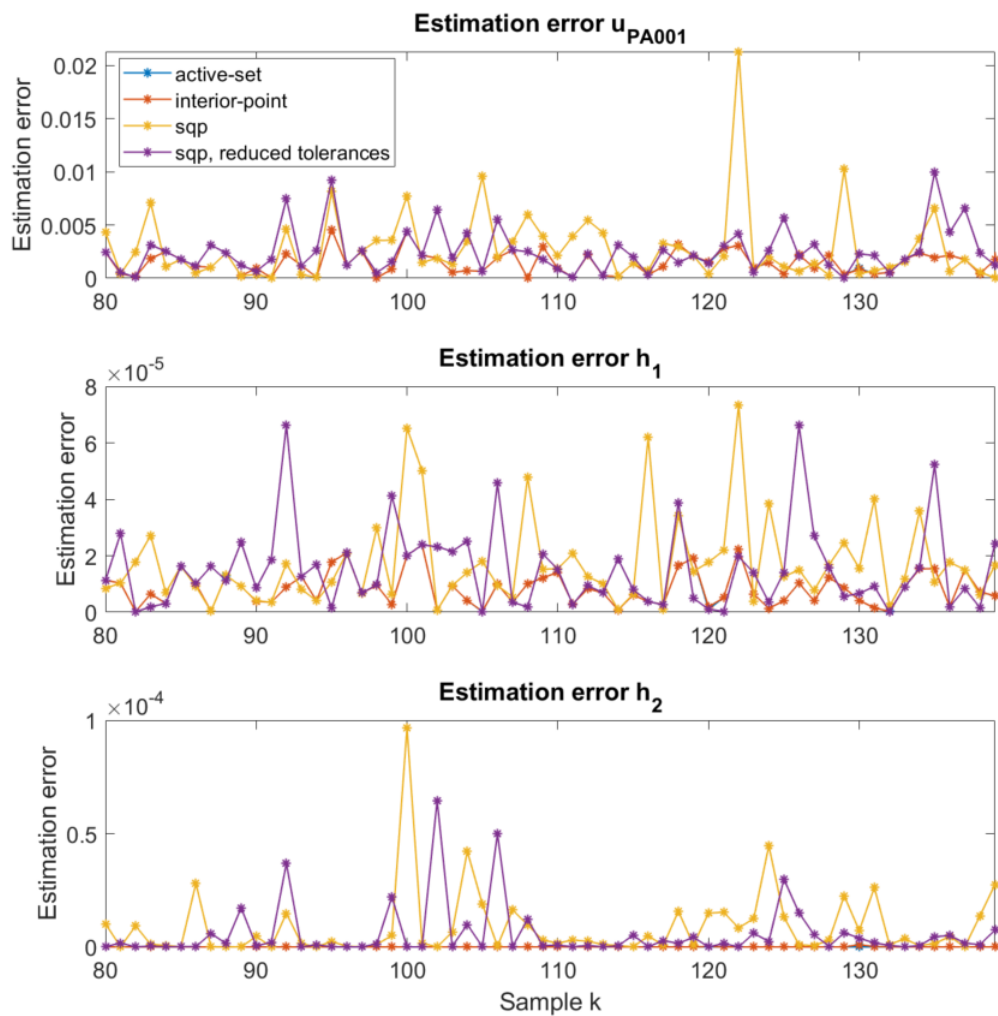 Estimation error u_PA001
Estimation error
0.02
0.015
0.01
0.005
0
active-set
interior-point
sqp
sqp, reduced tolerances
80 90 100 110 120 130
Estimation error h_1
×10^-5
Estimation error
8
6
4
2
0
80 90 100 110 120 130
Estimation error h_2
×10^-4
Estimation error
1
0.5
0
80 90 100 110 120 130
Sample k